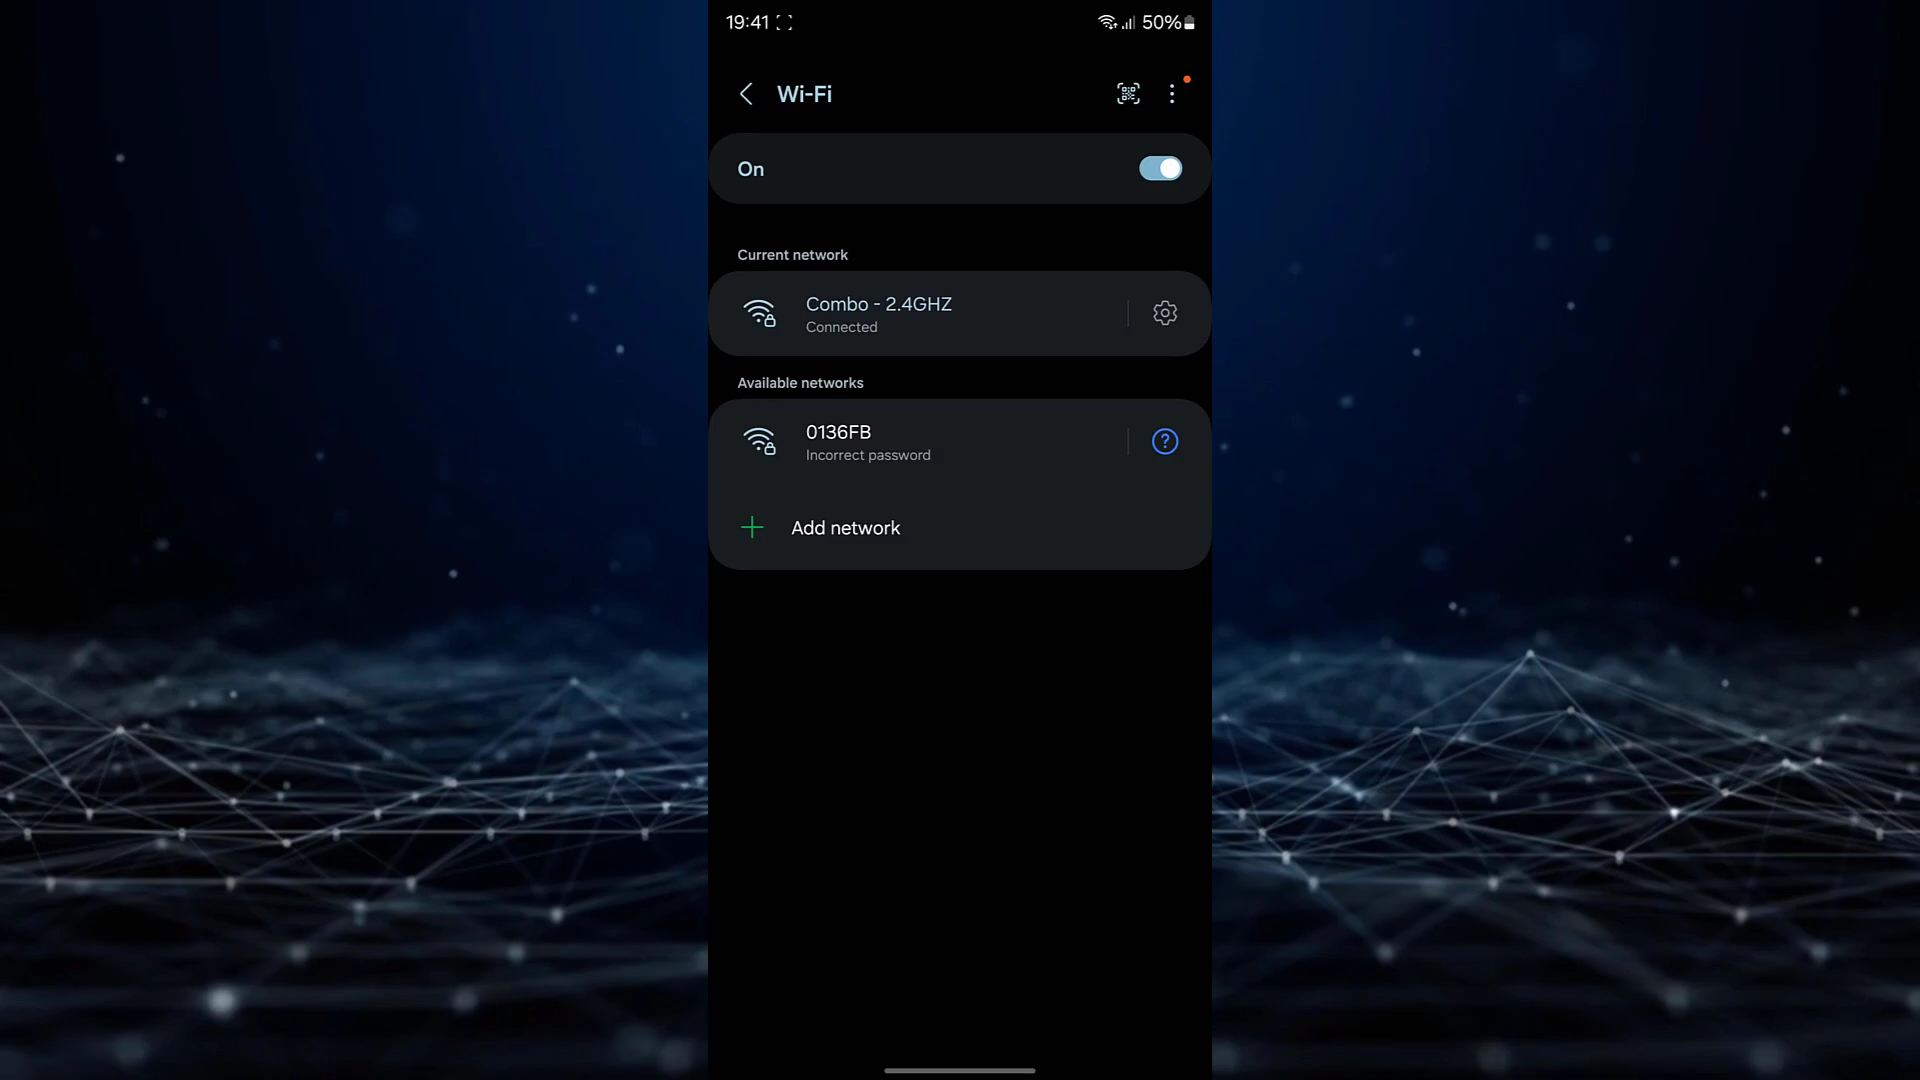 19:41
50%
Wi-Fi
On
Current network
Combo - 2.4GHZ
Connected
Available networks
0136FB
Incorrect password
Add network